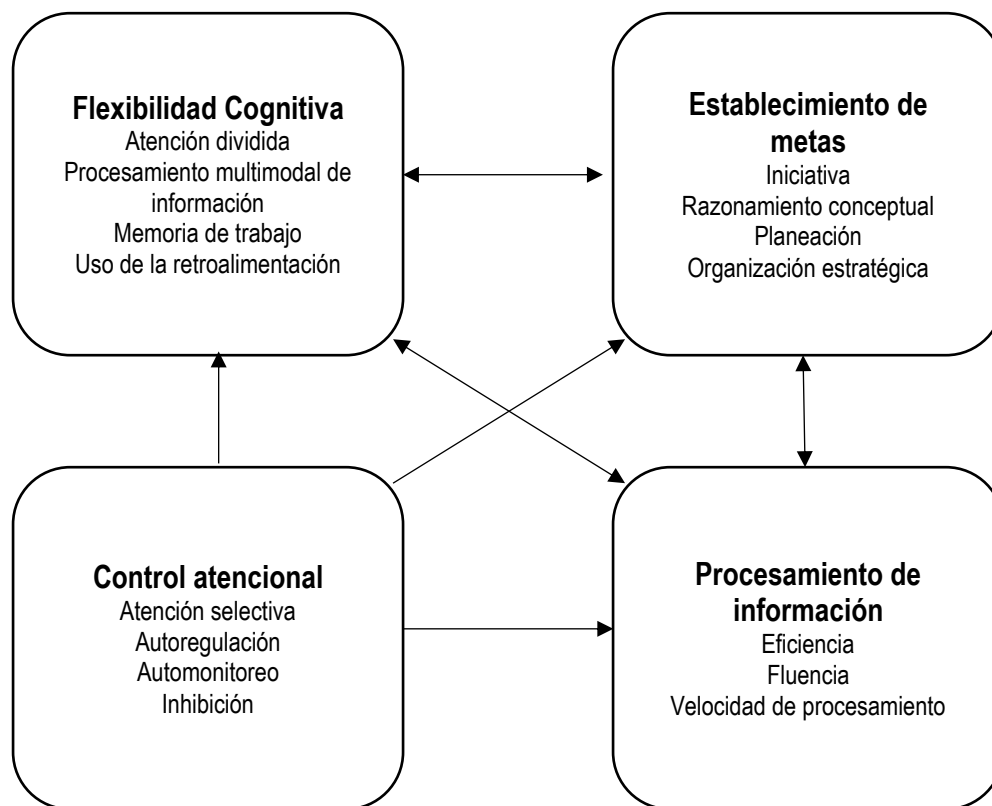 Flexibilidad Cognitiva
Atención dividida
Procesamiento multimodal de
información
Memoria de trabajo
Uso de la retroalimentación
Establecimiento de
metas
Iniciativa
Razonamiento conceptual
Planeación
Organización estratégica
Control atencional
Atención selectiva
Autoregulación
Automonitoreo
Inhibición
Procesamiento de
información
Eficiencia
Fluencia
Velocidad de procesamiento